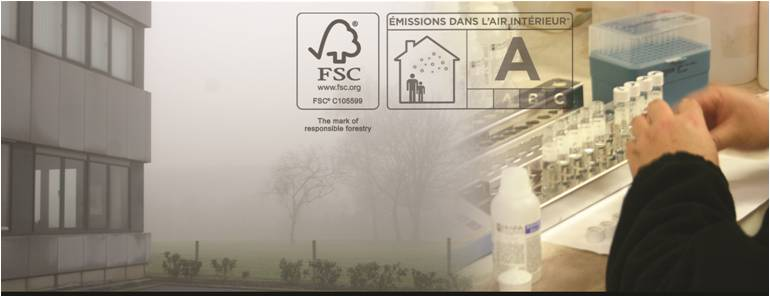 FSC
www.fsc.org
FSC® C105599
The mark of
responsible forestry
ÉMISSIONS DANS L'AIR INTÉRIEUR*
A
A B C